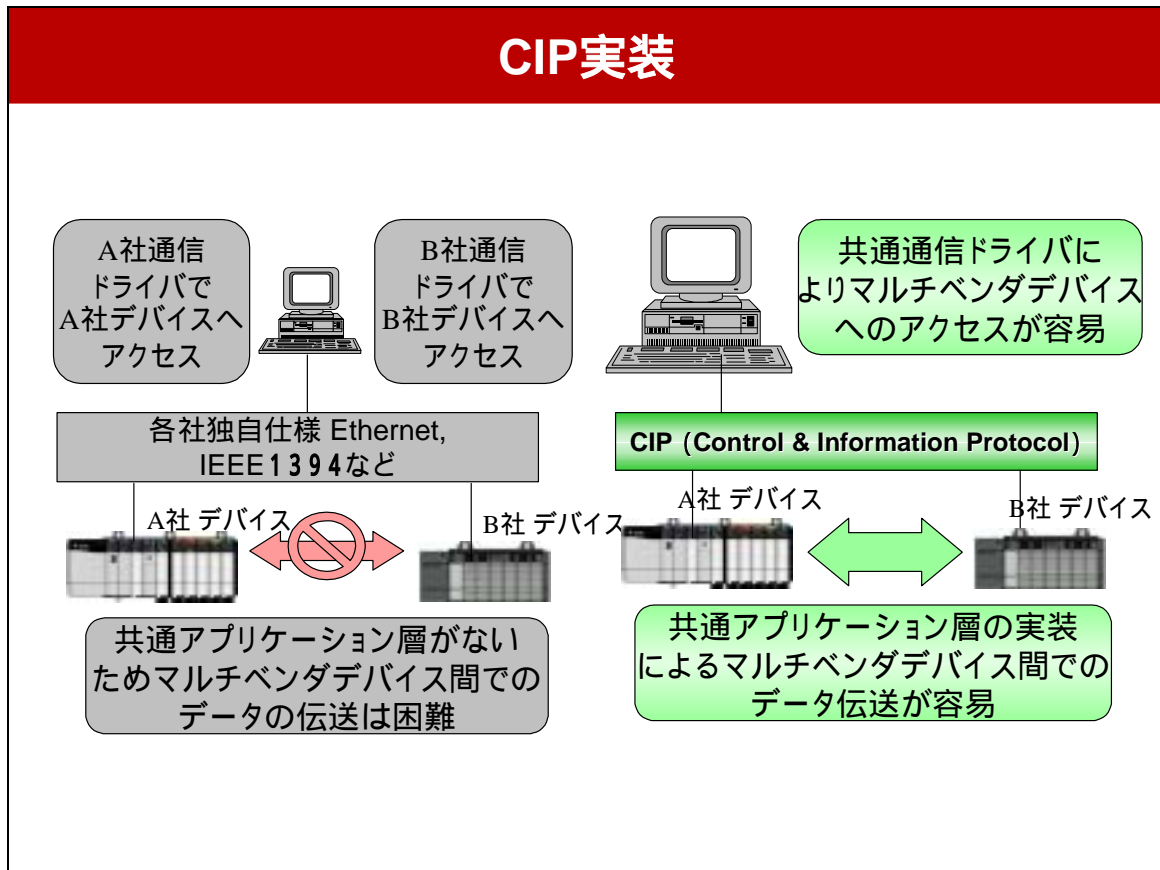 CIP実装
A社通信
ドライバで
A社デバイスへ
アクセス
B社通信
ドライバで
B社デバイスへ
アクセス
各社独自仕様 Ethernet,
IEEE1394など
A社 デバイス
B社 デバイス
共通アプリケーション層がない
ためマルチベンダデバイス間での
データの伝送は困難
共通通信ドライバに
よりマルチベンダデバイス
へのアクセスが容易
CIP (Control & Information Protocol)
A社 デバイス
B社 デバイス
共通アプリケーション層の実装
によるマルチベンダデバイス間での
データ伝送が容易